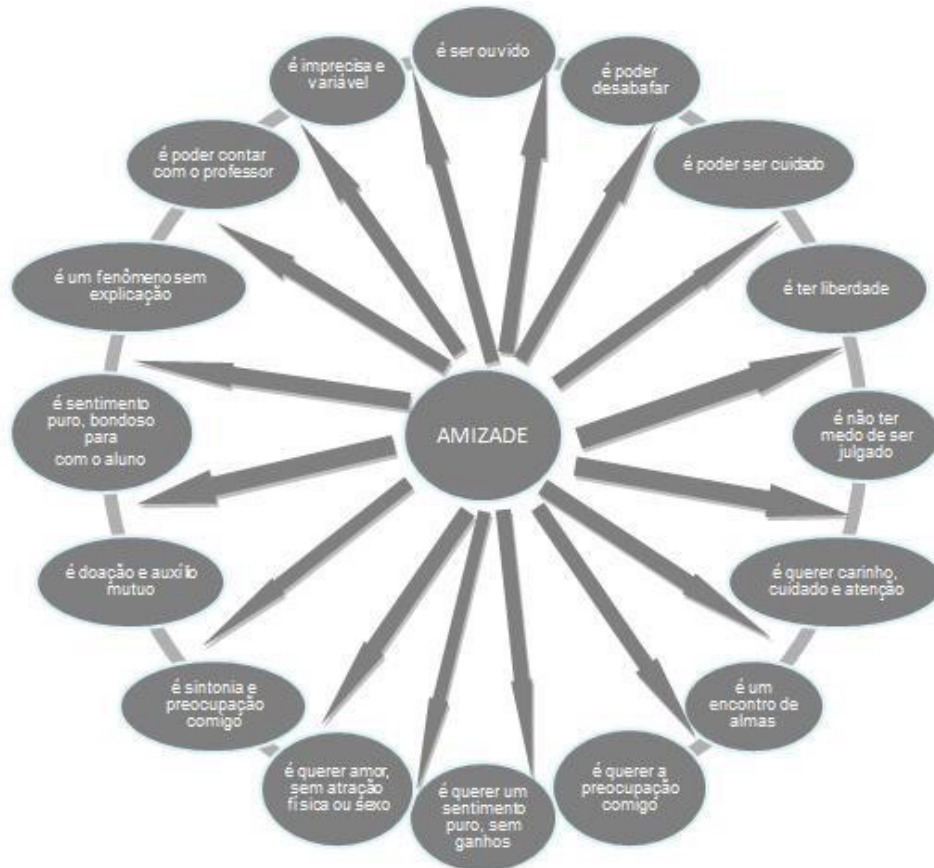 é ser ouvido
é poder
desabafar
é poder ser cuidado
é ter liberdade
é não ter
medo de ser
julgado
é querer carinho,
cuidado e atenção
é um
encontro de
almas
é querer a
preocupação
comigo
é querer um
sentimento
puro, sem
ganhos
é querer amor,
sem atração
física ou sexo
é sintonia e
preocupação
comigo
é doação e auxílio
mutuo
é sentimento
puro, bondoso
para
com o aluno
é um fenômeno sem
explicação
é poder contar
com o professor
é imprecisa e
variável
AMIZADE